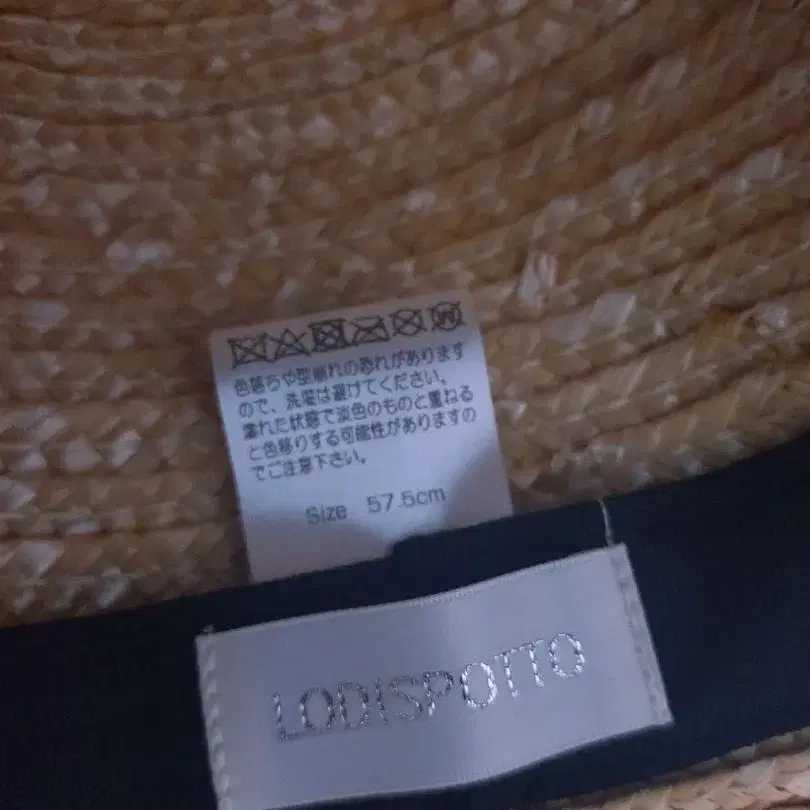 色落ちや型崩れの恐れがあります
ので、洗濯は避けてください。
濡れた状態で淡色のものと重ねる
と色移りする可能性がありますの
でご注意下さい。
Size 57.5cm
LODISPOTTO